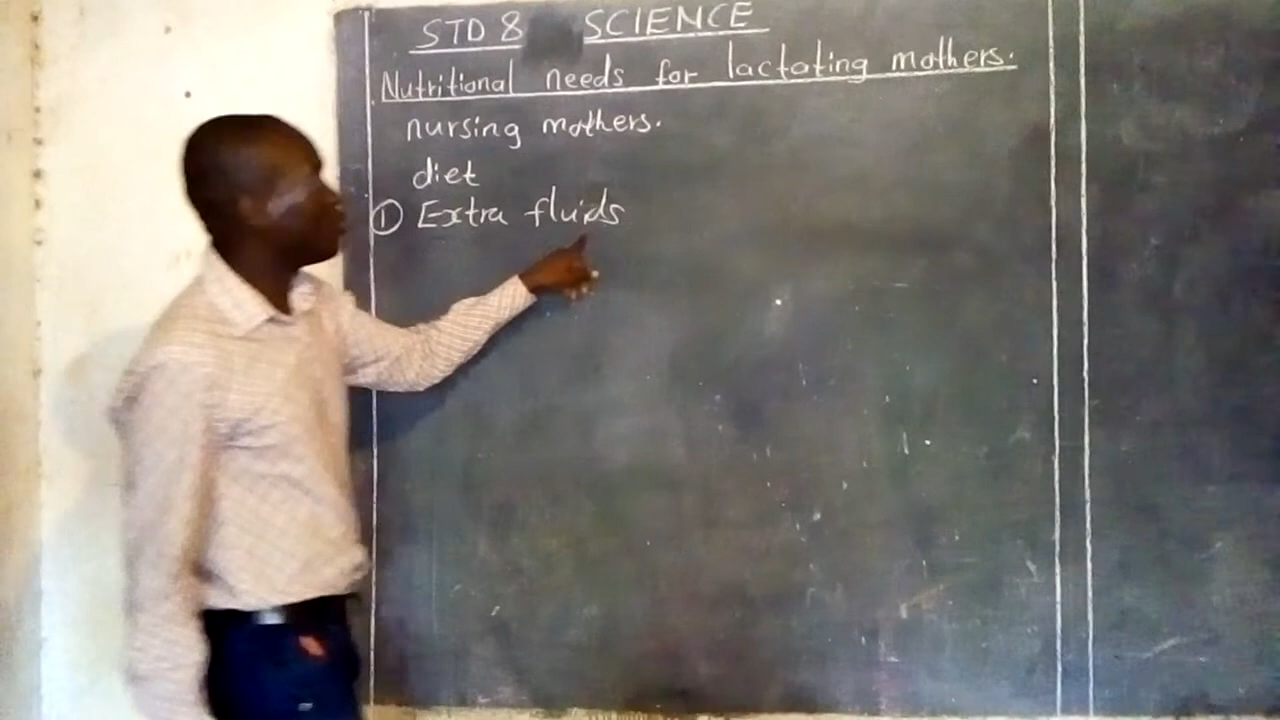 STD 8 SCIENCE
Nutritional needs for lactating mothers.
nursing mothers.
diet
① Extra fluids